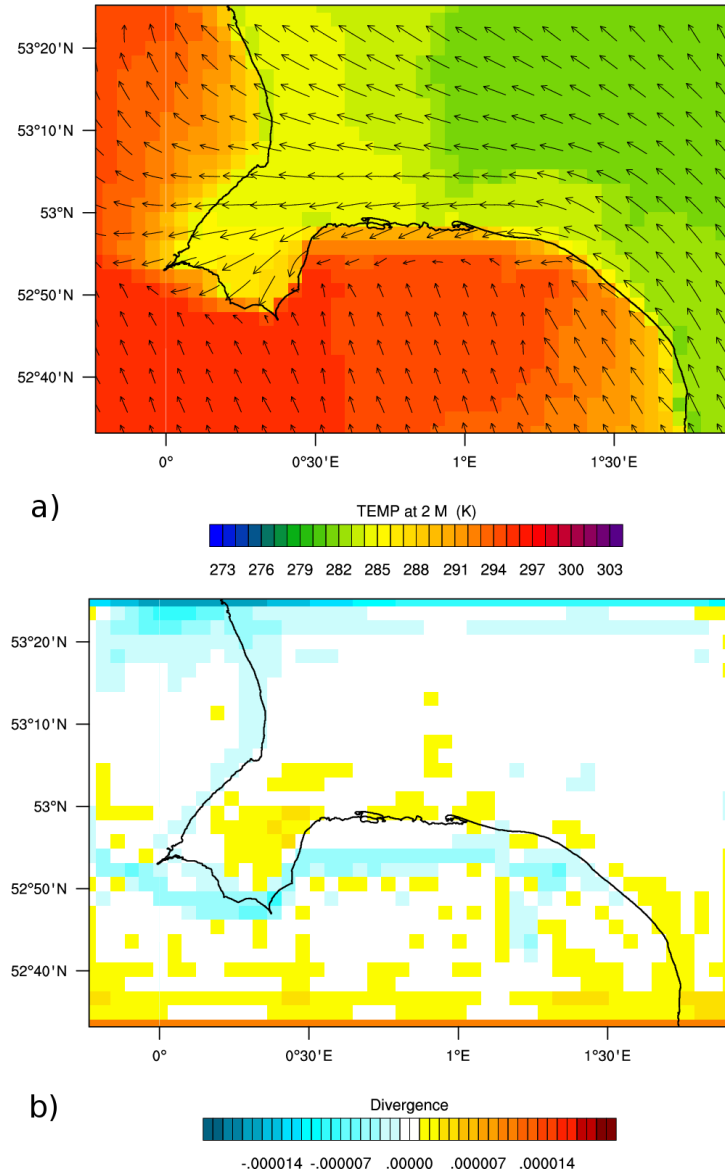 53°20'N
53°10'N
53°N
52°50'N
52°40'N
0° 0°30'E 1°E 1°30'E
a)
TEMP at 2 M (K)
273 276 279 282 285 288 291 294 297 300 303
53°20'N
53°10'N
53°N
52°50'N
52°40'N
0° 0°30'E 1°E 1°30'E
b)
Divergence
-.000014 -.000007 .00000 .000007 .000014